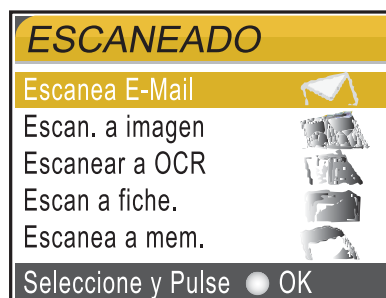 ESCANEADO
Escanea E-Mail
Escan. a imagen
Escanear a OCR
Escan a fiche.
Escanea a mem.
Seleccione y Pulse OK